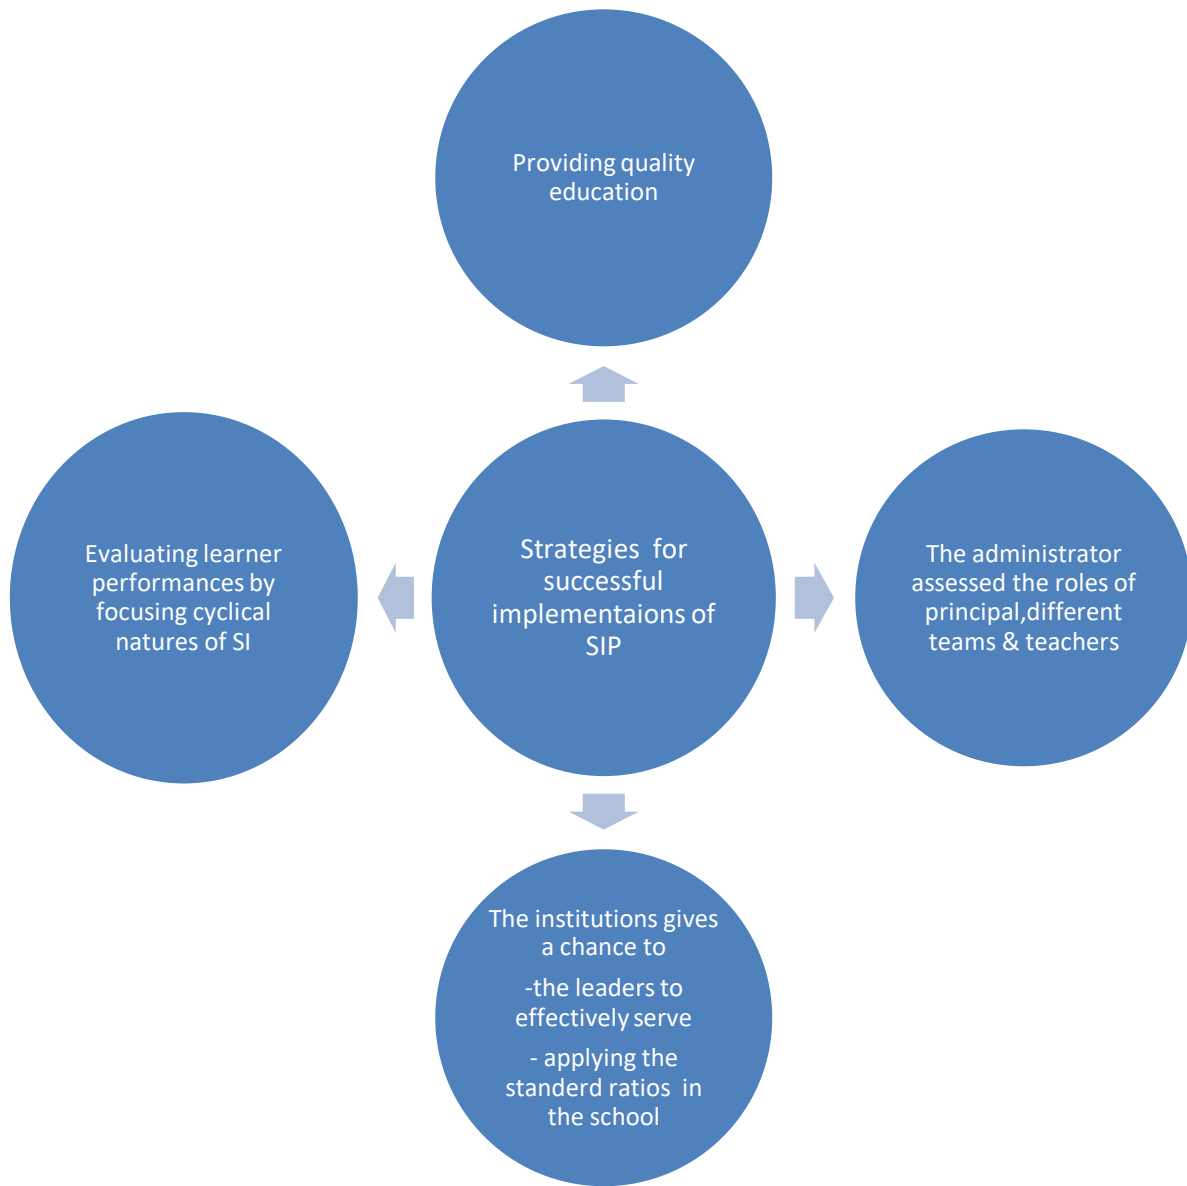 Providing quality
education
Evaluating learner
performances by
focusing cyclical
natures of SI
Strategies for
successful
implementaions of
SIP
The administrator
assessed the roles of
principal,different
teams & teachers
The institutions gives
a chance to
-the leaders to
effectively serve
- applying the
standerd ratios in
the school